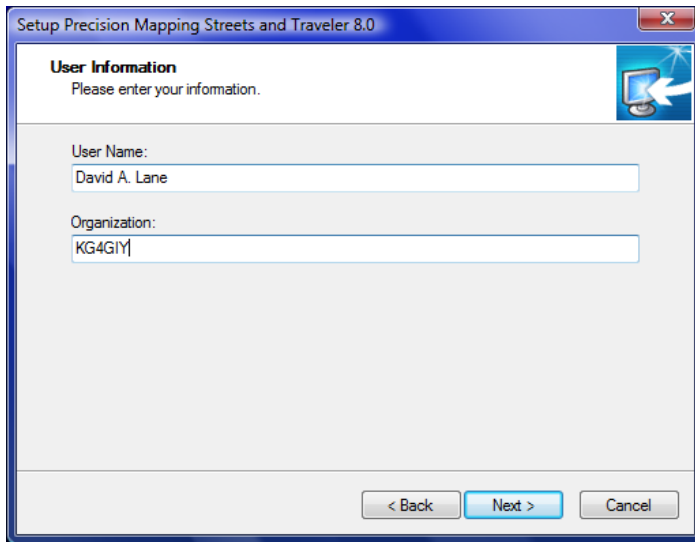 Setup Precision Mapping Streets and Traveler 8.0
User Information
Please enter your information.
User Name:
David A. Lane
Organization:
KG4GIY
< Back Next > Cancel